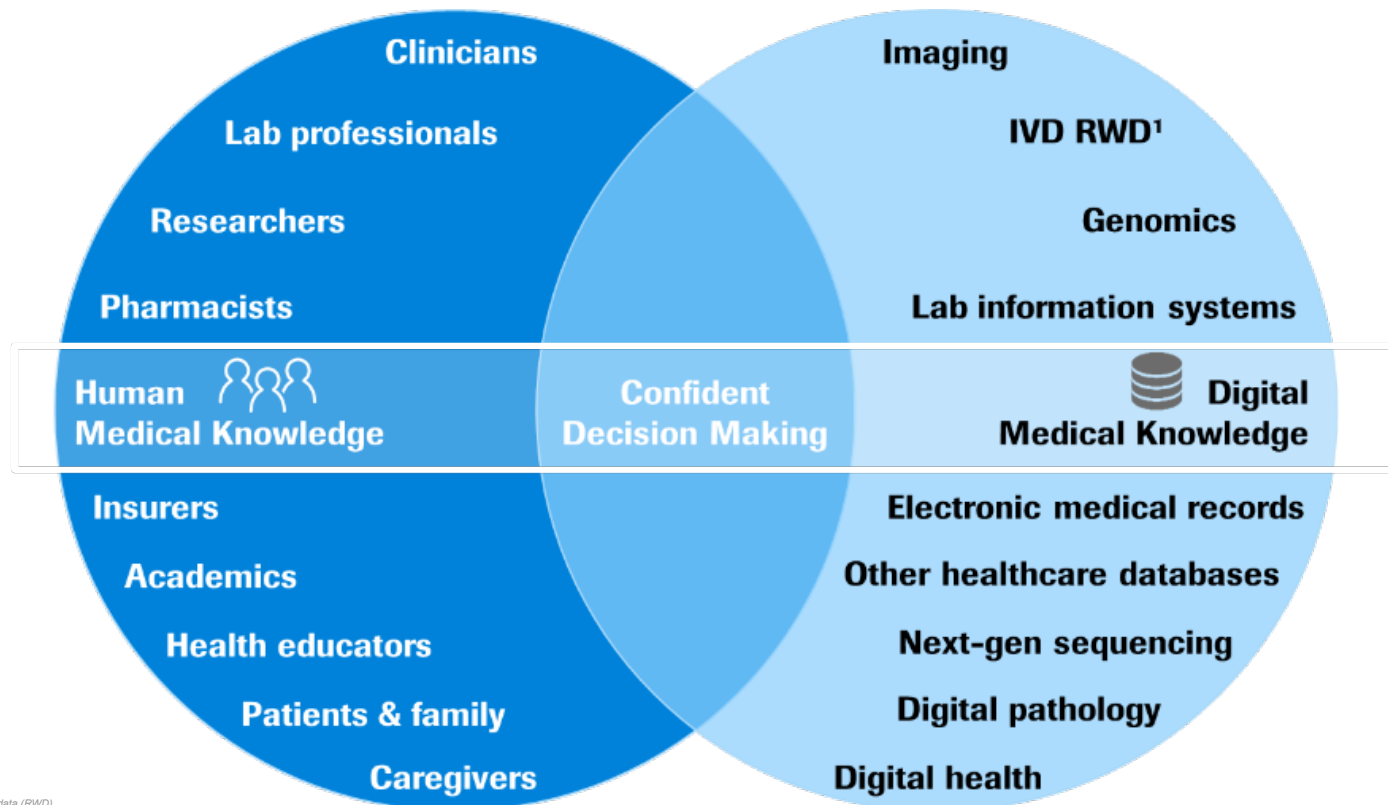 Clinicians
Imaging
Lab professionals
IVD RWD¹
Researchers
Genomics
Pharmacists
Lab information systems
Human
Medical Knowledge
Confident
Decision Making
Digital
Medical Knowledge
Insurers
Electronic medical records
Academics
Other healthcare databases
Health educators
Next-gen sequencing
Patients & family
Digital pathology
Caregivers
Digital health
data (RWD)